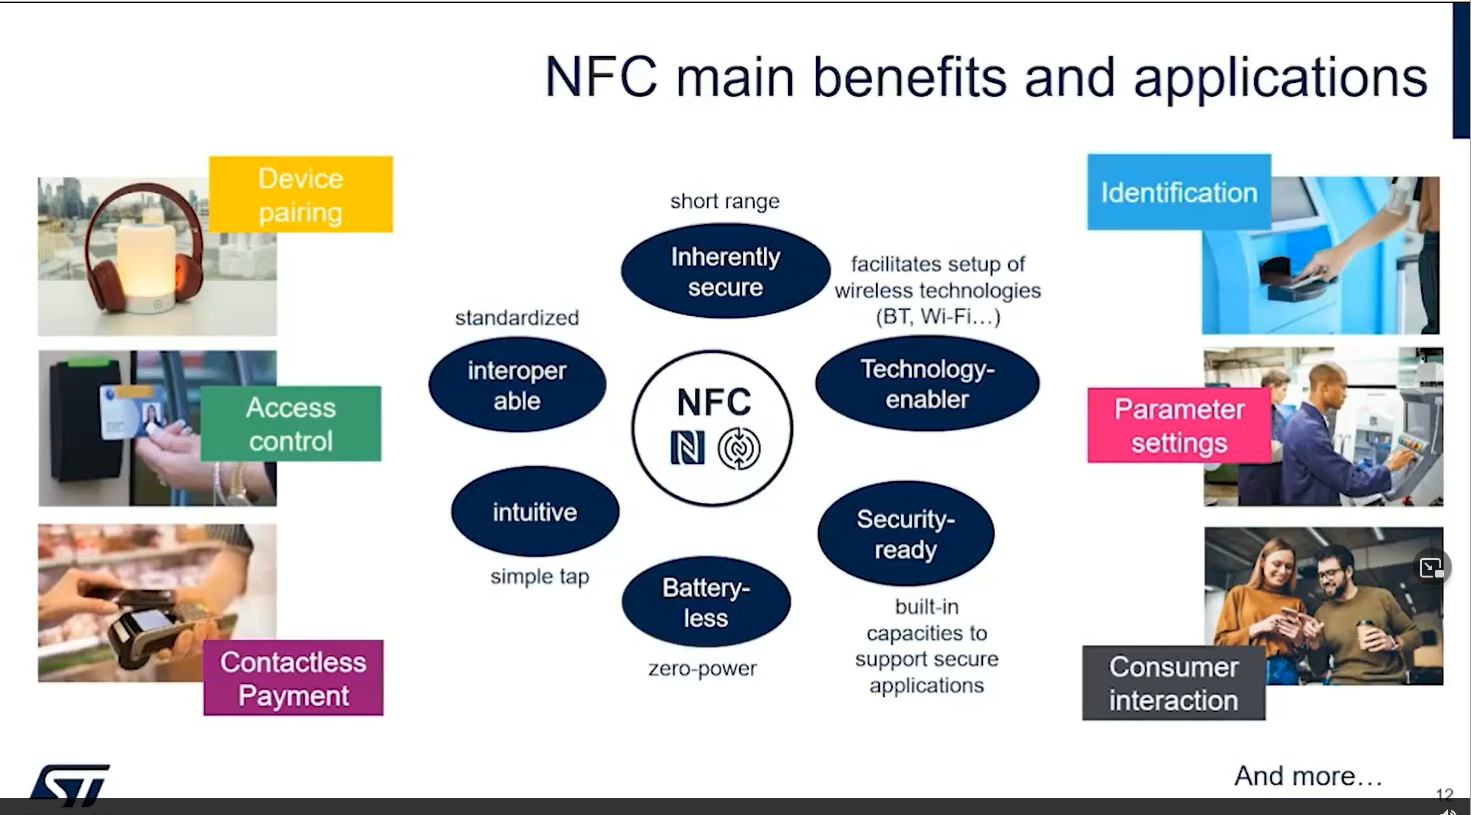 NFC main benefits and applications
Device
pairing
Access
control
Contactless
Payment
short range
Inherently
secure
facilitates setup of
wireless technologies
(BT, Wi-Fi…)
Technology-
enabler
standardized
interoper
able
NFC
intuitive
simple tap
Security-
ready
built-in
capacities to
support secure
applications
Battery-
less
zero-power
Identification
Parameter
settings
Consumer
interaction
And more…
ST
12